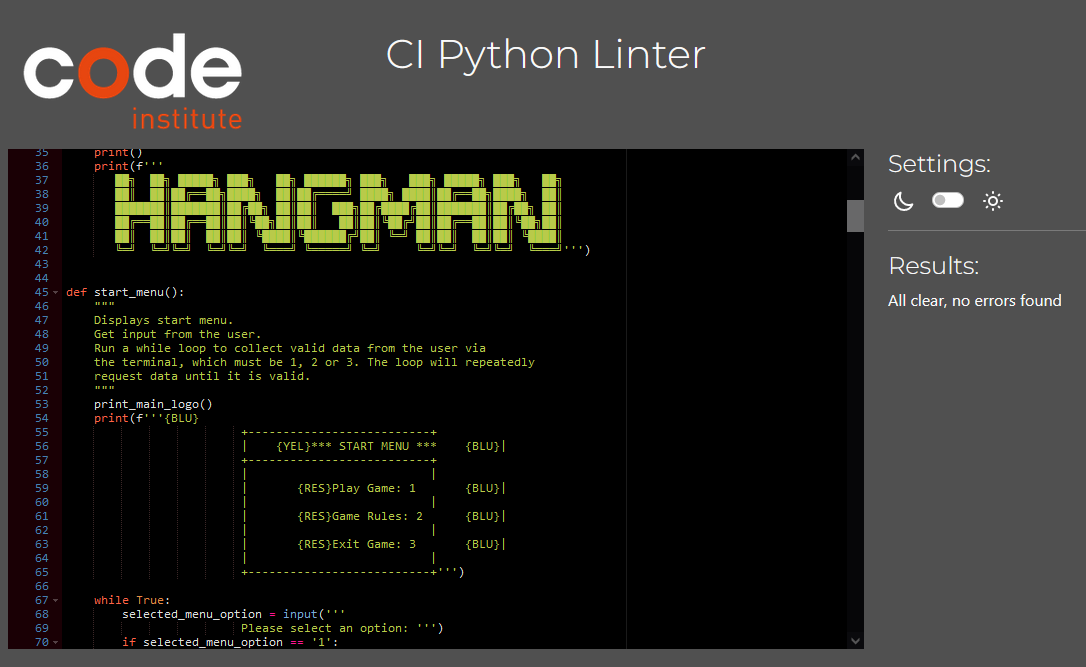 code
institute
CI Python Linter
35 print()
36 print(f'''
37
38
39 HANGMAN
40
41
42 ''')
43
44
45 def start_menu():
46 """
47 Displays start menu.
48 Get input from the user.
49 Run a while loop to collect valid data from the user via
50 the terminal, which must be 1, 2 or 3. The loop will repeatedly
51 request data until it is valid.
52 """
53 print_main_logo()
54 print(f'''{BLU}
55 +--------------------------+
56 | {YEL}*** START MENU *** {BLU}|
57 +--------------------------+
58 | |
59 | {RES}Play Game: 1 {BLU}|
60 | |
61 | {RES}Game Rules: 2 {BLU}|
62 | |
63 | {RES}Exit Game: 3 {BLU}|
64 | |
65 +--------------------------+''')
66
67 while True:
68 selected_menu_option = input('''
69 Please select an option: ''')
70 if selected_menu_option == '1':
Settings:
Results:
All clear, no errors found